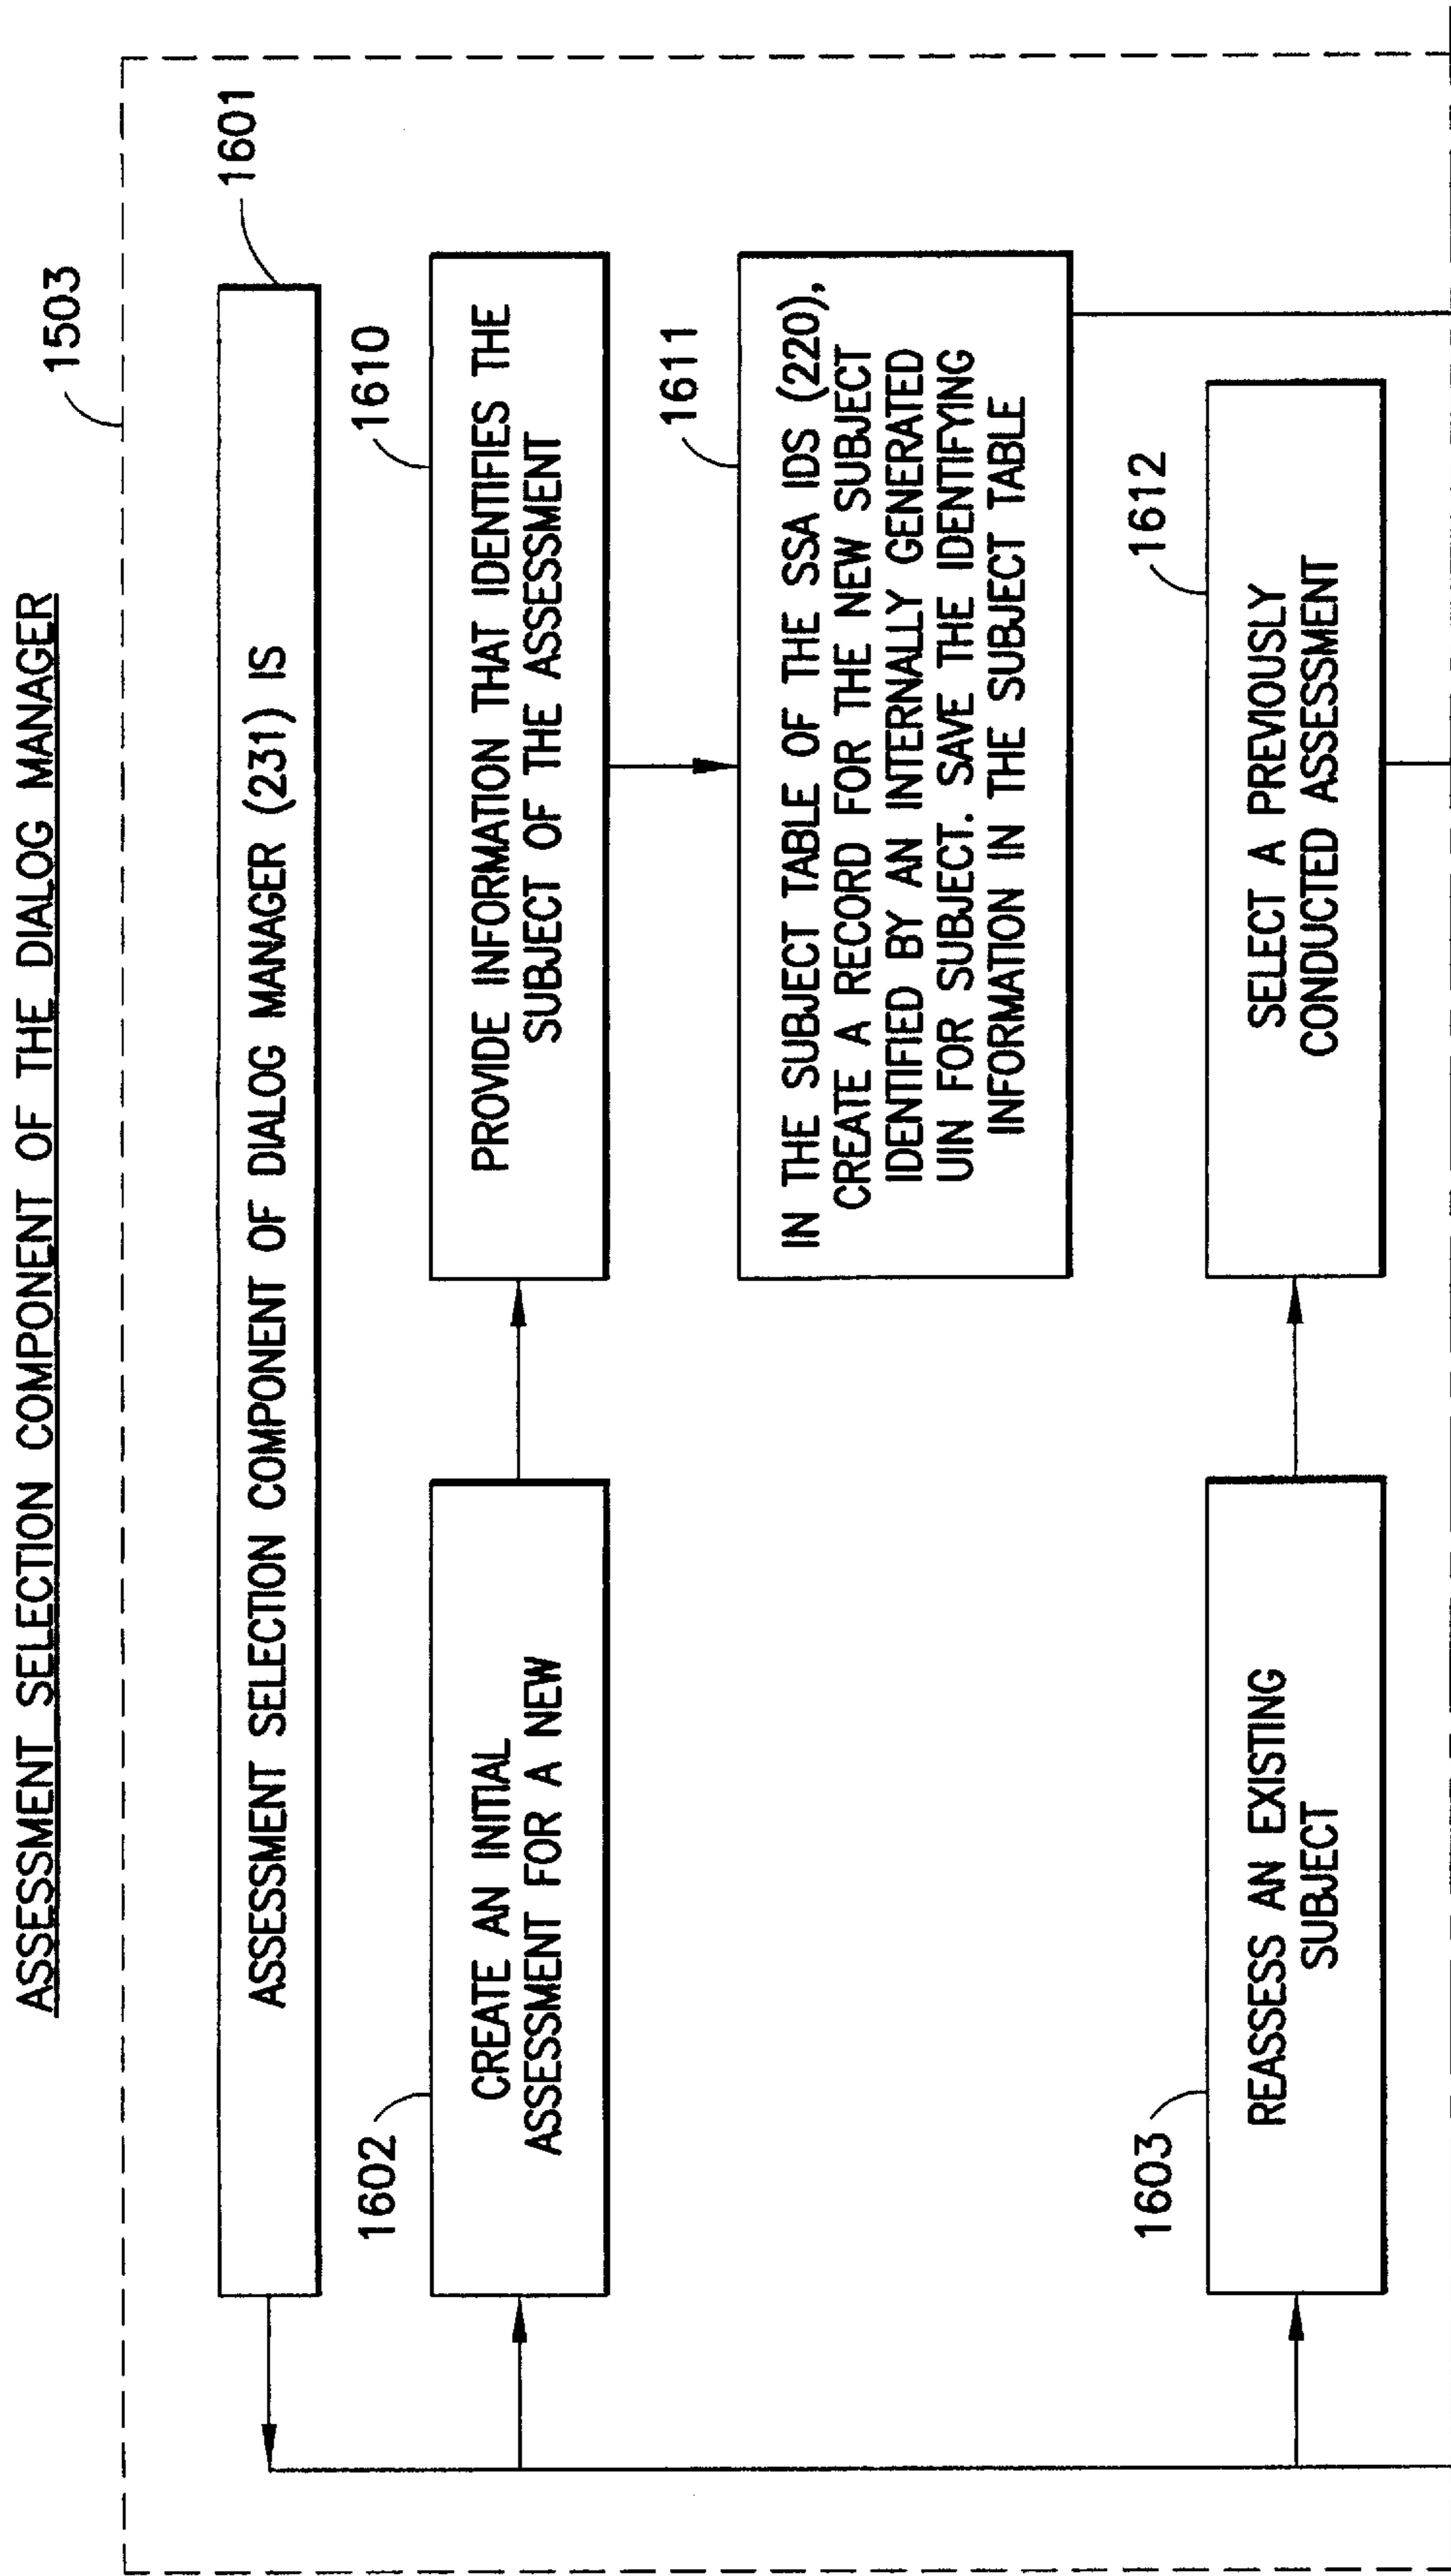 ASSESSMENT SELECTION COMPONENT OF THE DIALOG MANAGER
1503
1601
ASSESSMENT SELECTION COMPONENT OF DIALOG MANAGER (231) IS
1602
CREATE AN INITIAL
ASSESSMENT FOR A NEW
1610
PROVIDE INFORMATION THAT IDENTIFIES THE
SUBJECT OF THE ASSESSMENT
1611
IN THE SUBJECT TABLE OF THE SSA IDS (220),
CREATE A RECORD FOR THE NEW SUBJECT
IDENTIFIED BY AN INTERNALLY GENERATED
UIN FOR SUBJECT. SAVE THE IDENTIFYING
INFORMATION IN THE SUBJECT TABLE
1603
REASSESS AN EXISTING
SUBJECT
1612
SELECT A PREVIOUSLY
CONDUCTED ASSESSMENT